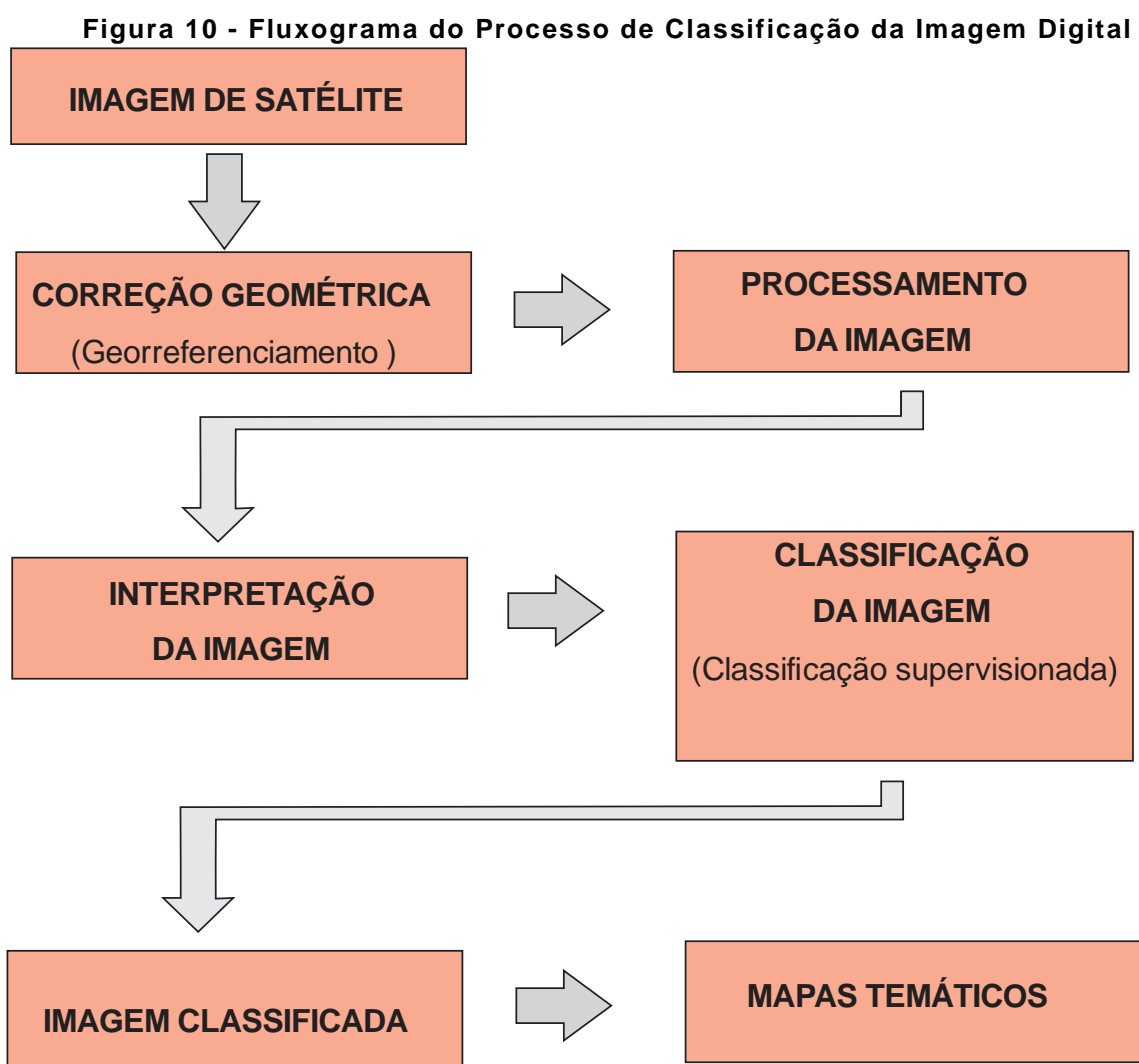 Figura 10 - Fluxograma do Processo de Classificação da Imagem Digital
IMAGEM DE SATÉLITE
CORREÇÃO GEOMÉTRICA
(Georreferenciamento )
PROCESSAMENTO
DA IMAGEM
INTERPRETAÇÃO
DA IMAGEM
CLASSIFICAÇÃO
DA IMAGEM
(Classificação supervisionada)
IMAGEM CLASSIFICADA
MAPAS TEMÁTICOS